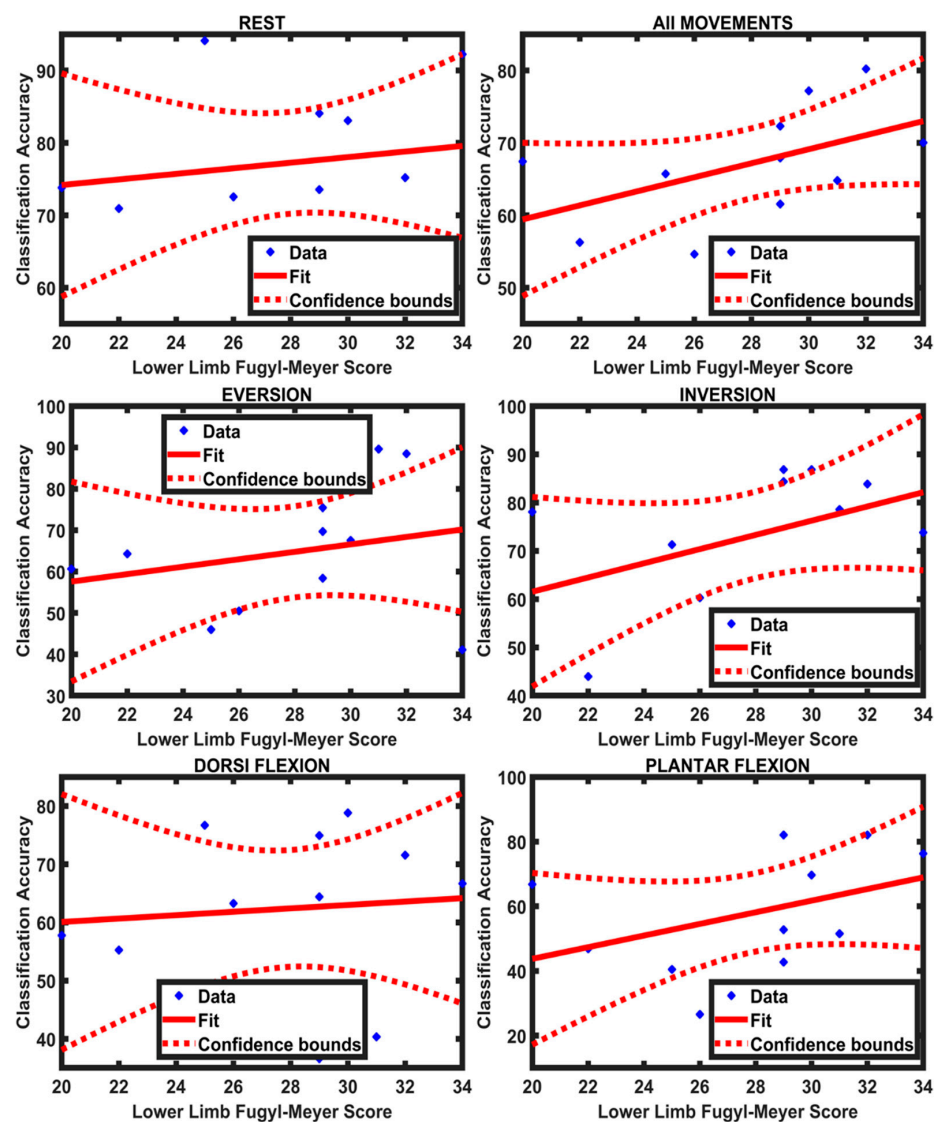 REST
Classification Accuracy
90
80
70
60
Data
Fit
Confidence bounds
20 22 24 26 28 30 32 34
Lower Limb Fugyl-Meyer Score
All MOVEMENTS
Classification Accuracy
80
70
60
50
Data
Fit
Confidence bounds
20 22 24 26 28 30 32 34
Lower Limb Fugyl-Meyer Score
EVERSION
Classification Accuracy
100
90
80
70
60
50
40
30
Data
Fit
Confidence bounds
20 22 24 26 28 30 32 34
Lower Limb Fugyl-Meyer Score
INVERSION
Classification Accuracy
100
90
80
70
60
50
40
Data
Fit
Confidence bounds
20 22 24 26 28 30 32 34
Lower Limb Fugyl-Meyer Score
DORSI FLEXION
Classification Accuracy
80
70
60
50
40
Data
Fit
Confidence bounds
20 22 24 26 28 30 32 34
Lower Limb Fugyl-Meyer Score
PLANTAR FLEXION
Classification Accuracy
100
80
60
40
20
Data
Fit
Confidence bounds
20 22 24 26 28 30 32 34
Lower Limb Fugyl-Meyer Score